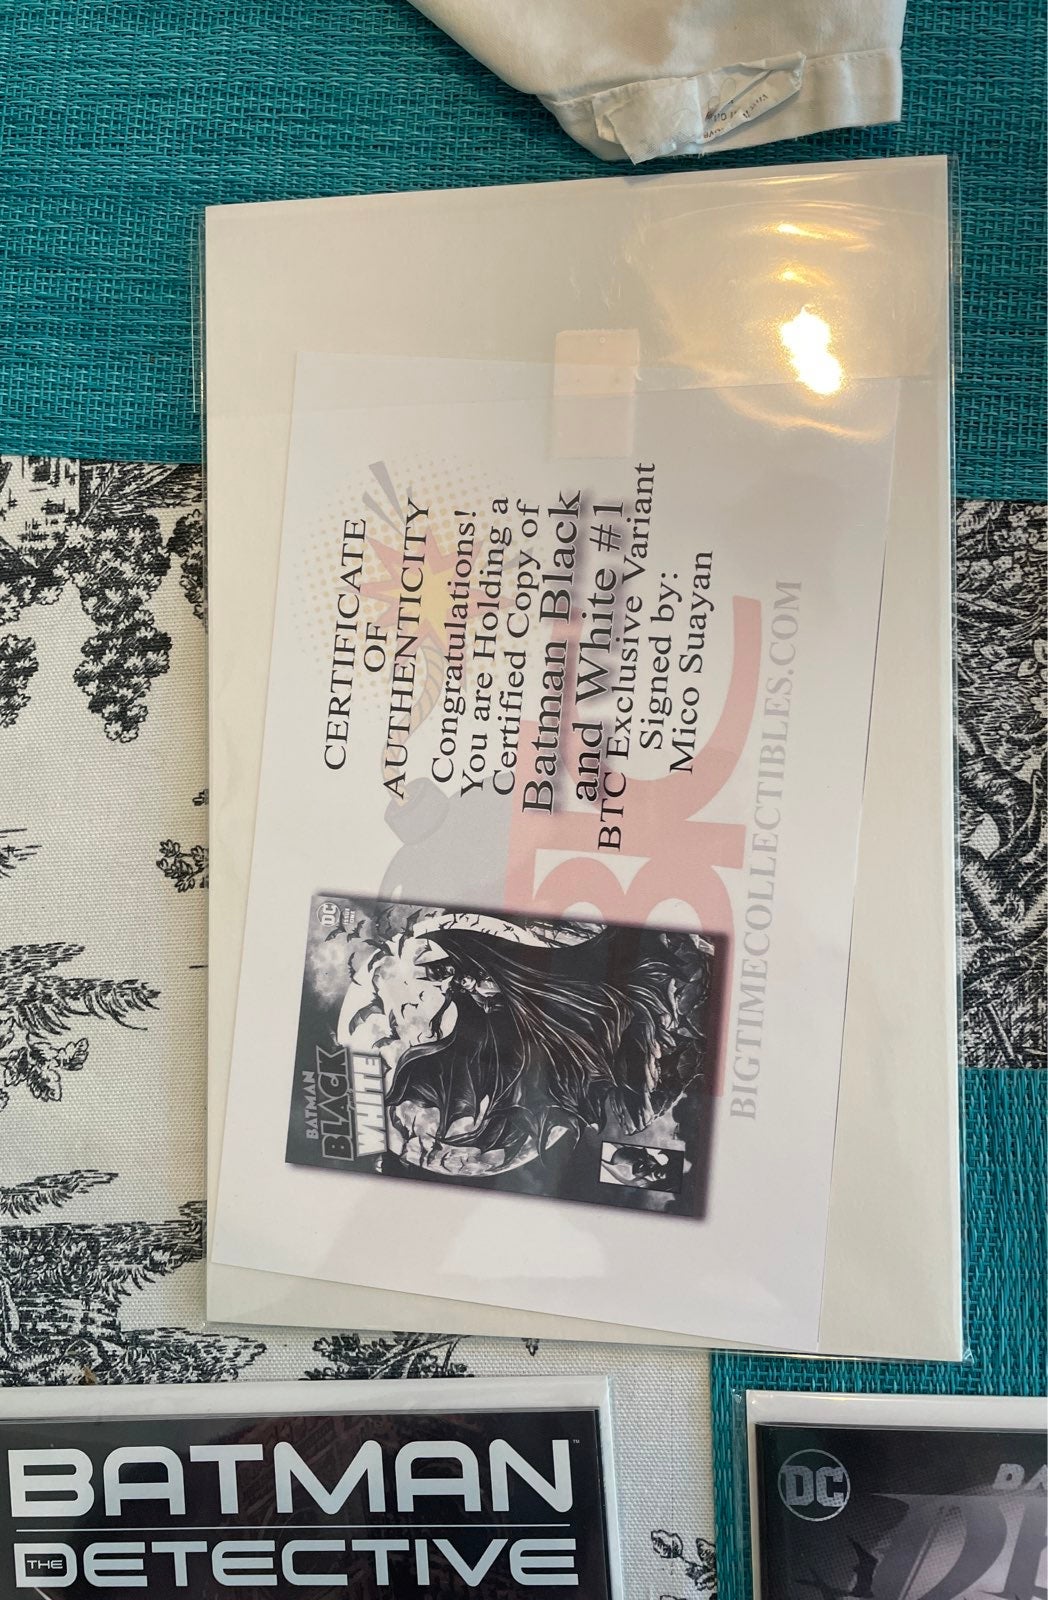 CERTIFICATE
OF
AUTHENTICITY
Congratulations!
You are Holding a
Certified Copy of
Batman Black
and White #1
BTC Exclusive Variant
Signed by:
Mico Suayan
BTC
BIGTIMECOLLECTIBLES.COM
DC
BATMAN
BLACK
WHITE
BATMAN
THE
DETECTIVE
DC